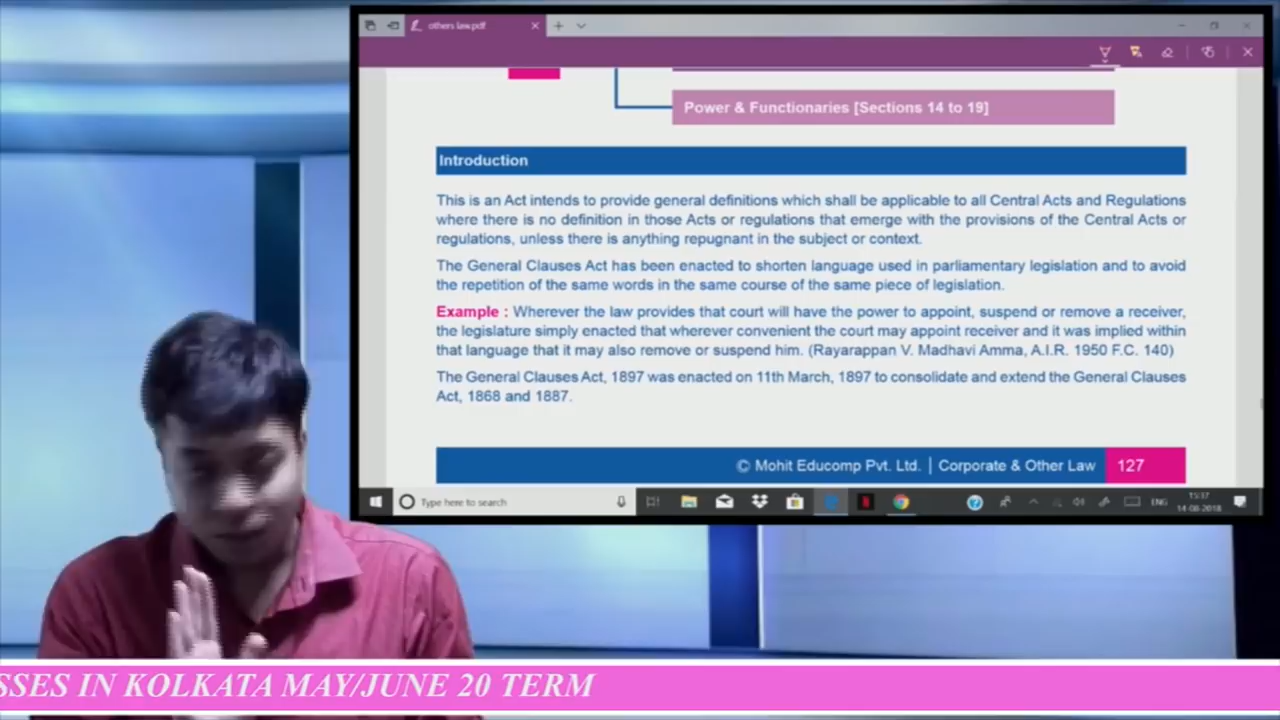 others law.pdf
Power & Functionaries [Sections 14 to 19]
Introduction
This is an Act intends to provide general definitions which shall be applicable to all Central Acts and Regulations
where there is no definition in those Acts or regulations that emerge with the provisions of the Central Acts or
regulations, unless there is anything repugnant in the subject or context.
The General Clauses Act has been enacted to shorten language used in parliamentary legislation and to avoid
the repetition of the same words in the same course of the same piece of legislation.
Example : Wherever the law provides that court will have the power to appoint, suspend or remove a receiver,
the legislature simply enacted that wherever convenient the court may appoint receiver and it was implied within
that language that it may also remove or suspend him. (Rayarappan V. Madhavi Amma, A.I.R. 1950 F.C. 140)
The General Clauses Act, 1897 was enacted on 11th March, 1897 to consolidate and extend the General Clauses
Act, 1868 and 1887.
© Mohit Educomp Pvt. Ltd. | Corporate & Other Law 127
Type here to search
ENG
15:37
14-08-2018
SSES IN KOLKATA MAY/JUNE 20 TERM